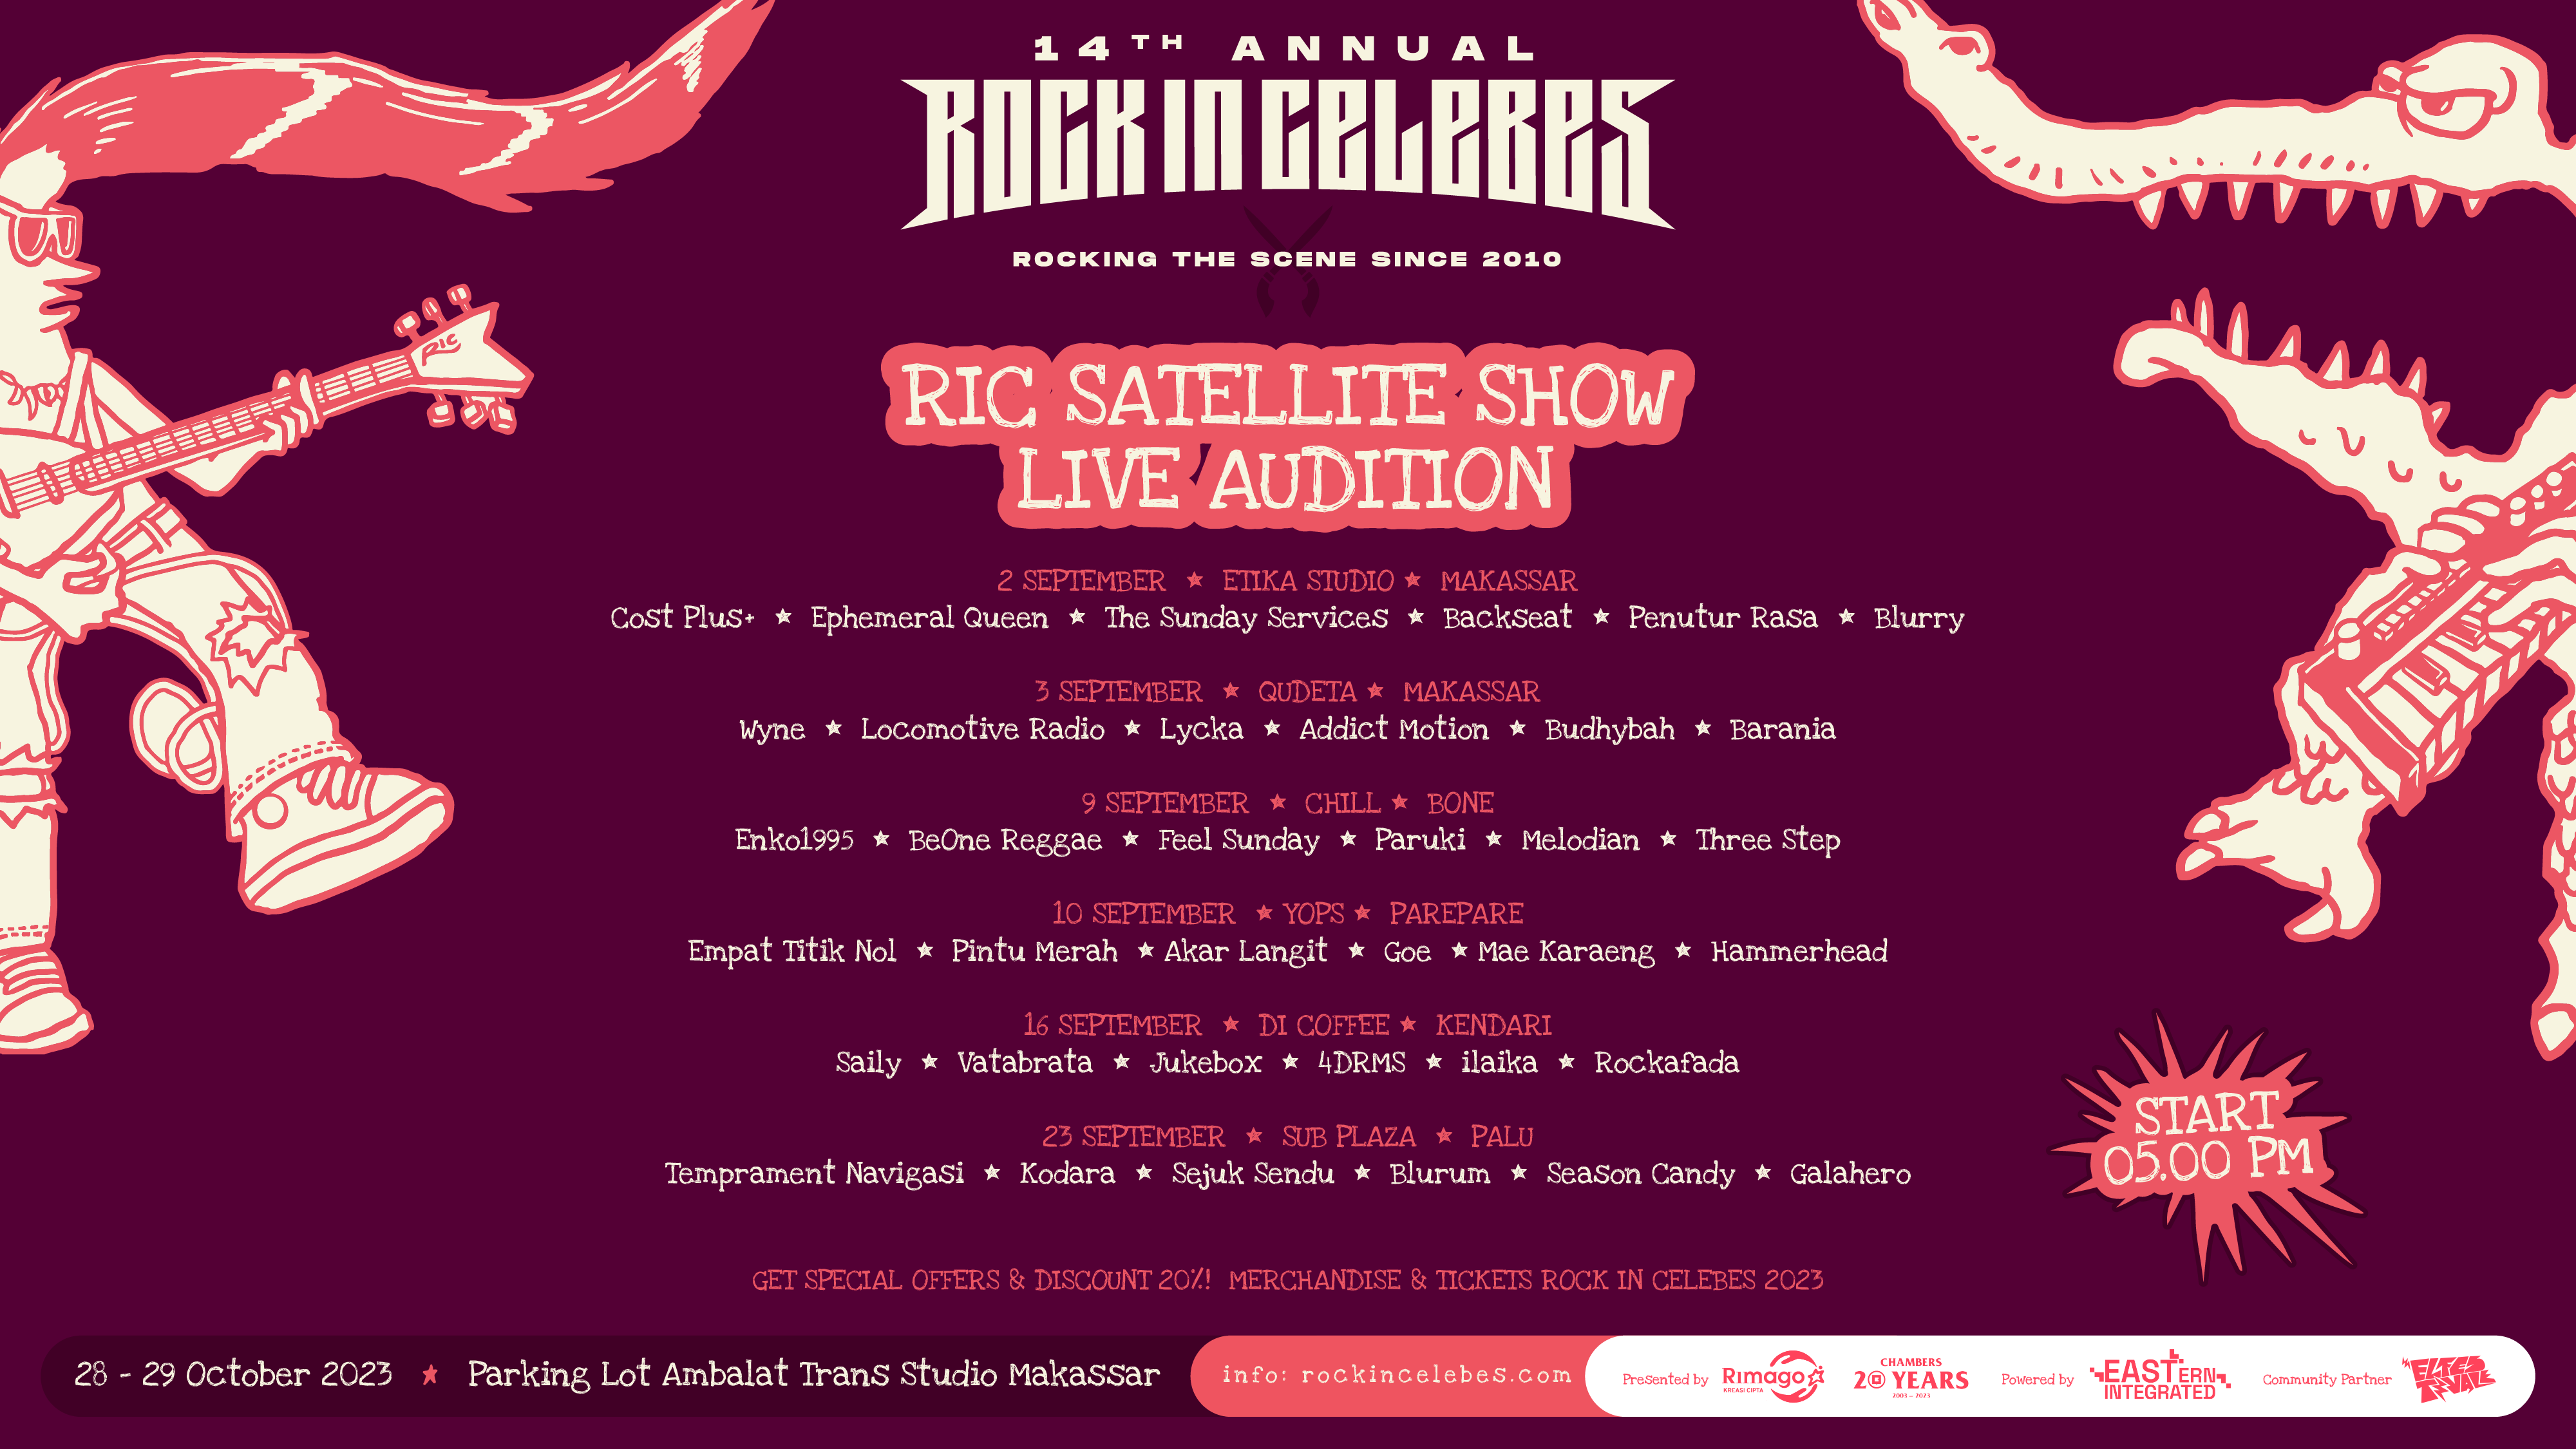 14TH ANNUAL
ROCK IN CELEBES
ROCKING THE SCENE SINCE 2010
RIC
RIC SATELLITE SHOW
LIVE AUDITION
2 SEPTEMBER ★ ETIKA STUDIO ★ MAKASSAR
Cost Plus+ ★ Ephemeral Queen ★ The Sunday Services ★ Backseat ★ Penutur Rasa ★ Blurry
3 SEPTEMBER ★ QUDETA ★ MAKASSAR
Wyne ★ Locomotive Radio ★ Lycka ★ Addict Motion ★ Budhybah ★ Barania
9 SEPTEMBER ★ CHILL ★ BONE
Enko1995 ★ BeOne Reggae ★ Feel Sunday ★ Paruki ★ Melodian ★ Three Step
10 SEPTEMBER ★ YOPS ★ PAREPARE
Empat Titik Nol ★ Pintu Merah ★ Akar Langit ★ Goe ★ Mae Karaeng ★ Hammerhead
16 SEPTEMBER ★ DI COFFEE ★ KENDARI
Saily ★ Vatabrata ★ Jukebox ★ 4DRMS ★ ilaika ★ Rockafada
23 SEPTEMBER ★ SUB PLAZA ★ PALU
Temprament Navigasi ★ Kodara ★ Sejuk Sendu ★ Blurum ★ Season Candy ★ Galahero
START
05.00 PM
GET SPECIAL OFFERS & DISCOUNT 20%! MERCHANDISE & TICKETS ROCK IN CELEBES 2023
28 - 29 October 2023 ★ Parking Lot Ambalat Trans Studio Makassar
info: rockincelebes.com
Presented by
Rimago
KREASI CIPTA
CHAMBERS
20 YEARS
2003 - 2023
Powered by
EASTERN
INTEGRATED
Community Partner